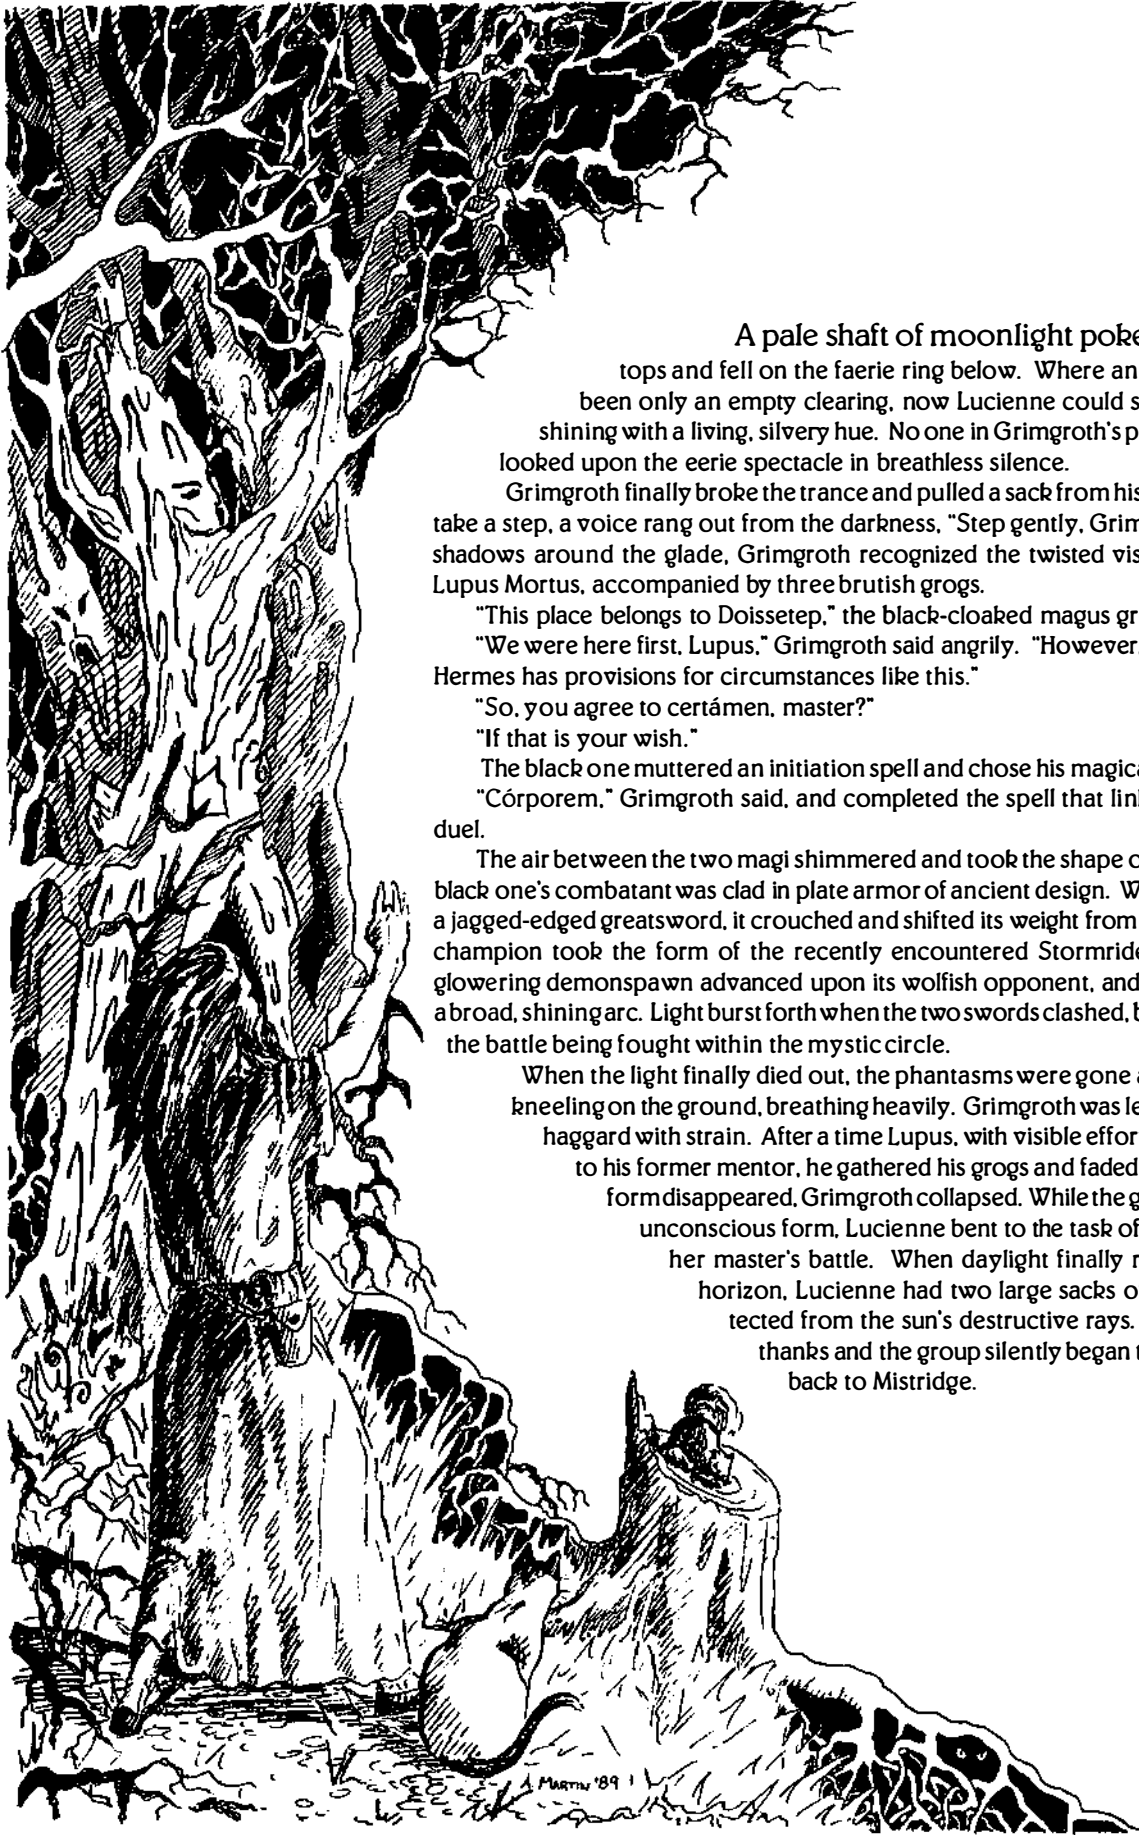 A pale shaft of moonlight poke
tops and fell on the faerie ring below. Where an
been only an empty clearing, now Lucienne could s
shining with a living, silvery hue. No one in Grimgroth's p
looked upon the eerie spectacle in breathless silence.
Grimgroth finally broke the trance and pulled a sack from his
take a step, a voice rang out from the darkness, “Step gently, Grim
shadows around the glade, Grimgroth recognized the twisted vis
Lupus Mortus, accompanied by three brutish grogs.
“This place belongs to Doissetep,” the black-cloaked magus gr
“We were here first, Lupus,” Grimgroth said angrily. “However,
Hermes has provisions for circumstances like this.”
“So, you agree to certámen, master?”
“If that is your wish.”
The black one muttered an initiation spell and chose his magica
“Córporem,” Grimgroth said, and completed the spell that lin
duel.
The air between the two magi shimmered and took the shape o
black one's combatant was clad in plate armor of ancient design. W
a jagged-edged greatsword, it crouched and shifted its weight from
champion took the form of the recently encountered Stormride
glowering demonspawn advanced upon its wolfish opponent, and
a broad, shining arc. Light burst forth when the two swords clashed, b
the battle being fought within the mystic circle.
When the light finally died out, the phantasms were gone a
kneeling on the ground, breathing heavily. Grimgroth was le
haggard with strain. After a time Lupus, with visible effor
to his former mentor, he gathered his grogs and faded
form disappeared, Grimgroth collapsed. While the g
unconscious form, Lucienne bent to the task of
her master's battle. When daylight finally r
horizon, Lucienne had two large sacks o
tected from the sun's destructive rays.
thanks and the group silently began t
back to Mistridge.
MARTIN '89